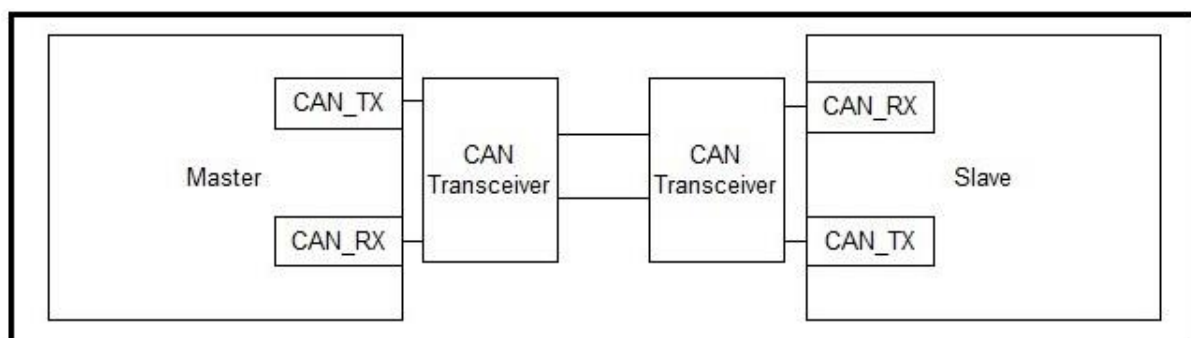 CAN_TX
CAN_RX
CAN
Transceiver
CAN
Transceiver
Master
Slave
CAN_RX
CAN_TX